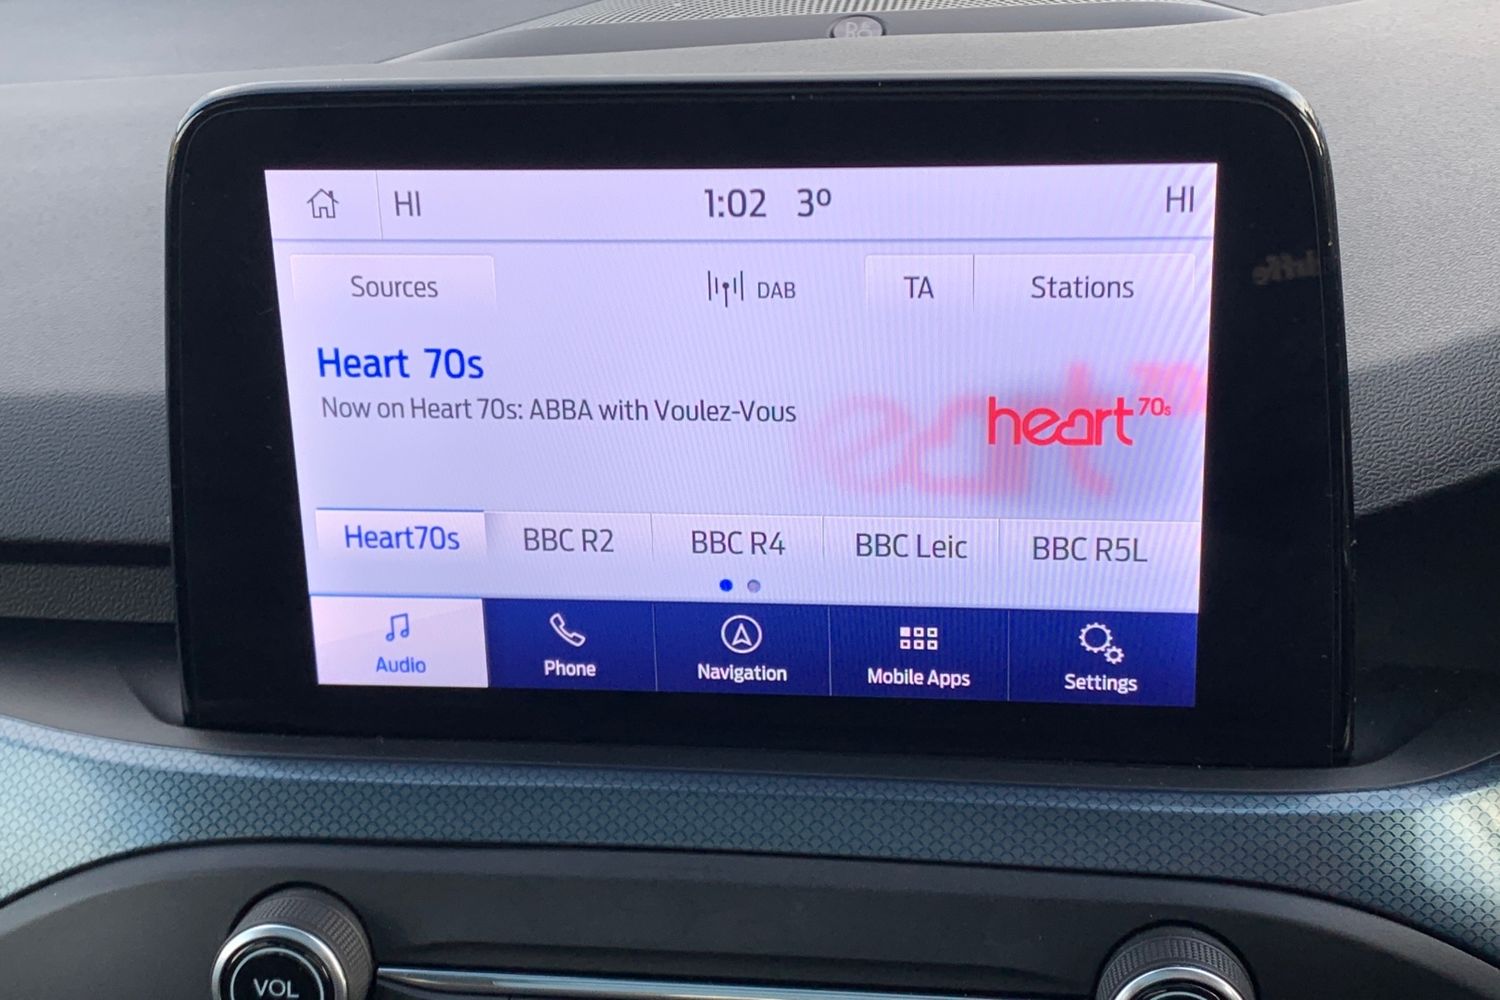 HI 1:02 3º HI
Sources DAB TA Stations
Heart 70s
Now on Heart 70s: ABBA with Voulez-Vous
heart 70s
Heart70s BBC R2 BBC R4 BBC Leic BBC R5L
Audio Phone Navigation Mobile Apps Settings
VOL